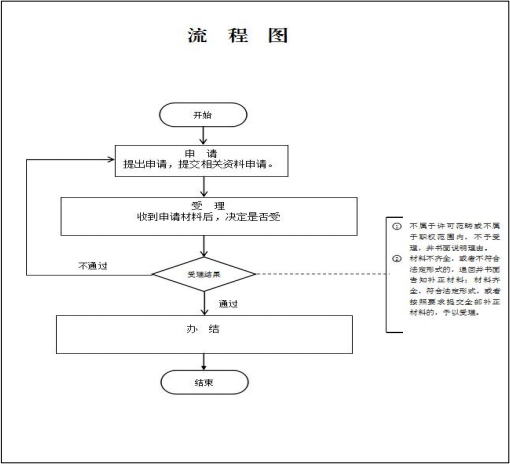 流 程 图
开始
申 请
提出申请，提交相关资料申请。
受 理
收到申请材料后，决定是否受
不通过
受理结果
通过
办 结
结束
① 不属于许可范畴或不属
于职权范围内，不予受
理，并书面说明理由。
② 材料不齐全，或者不符合
法定形式的，退回并书面
告知补正材料；材料齐
全、符合法定形式，或者
按照要求提交全部补正
材料的，予以受理。